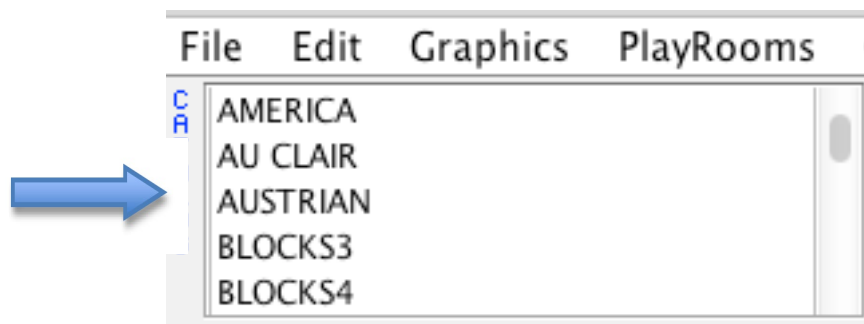 File Edit Graphics PlayRooms
C
A
AMERICA
AU CLAIR
AUSTRIAN
BLOCKS3
BLOCKS4